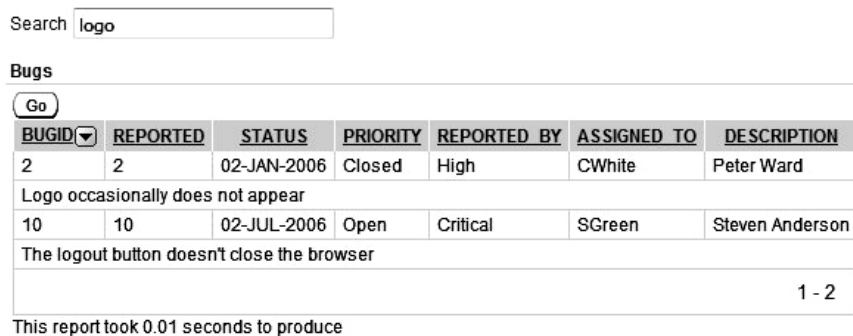 Search logo
Bugs
Go
BUGID REPORTED STATUS PRIORITY REPORTED BY ASSIGNED TO DESCRIPTION
2 2 02-JAN-2006 Closed High CWhite Peter Ward
Logo occasionally does not appear
10 10 02-JUL-2006 Open Critical SGreen Steven Anderson
The logout button doesn't close the browser
1 - 2
This report took 0.01 seconds to produce